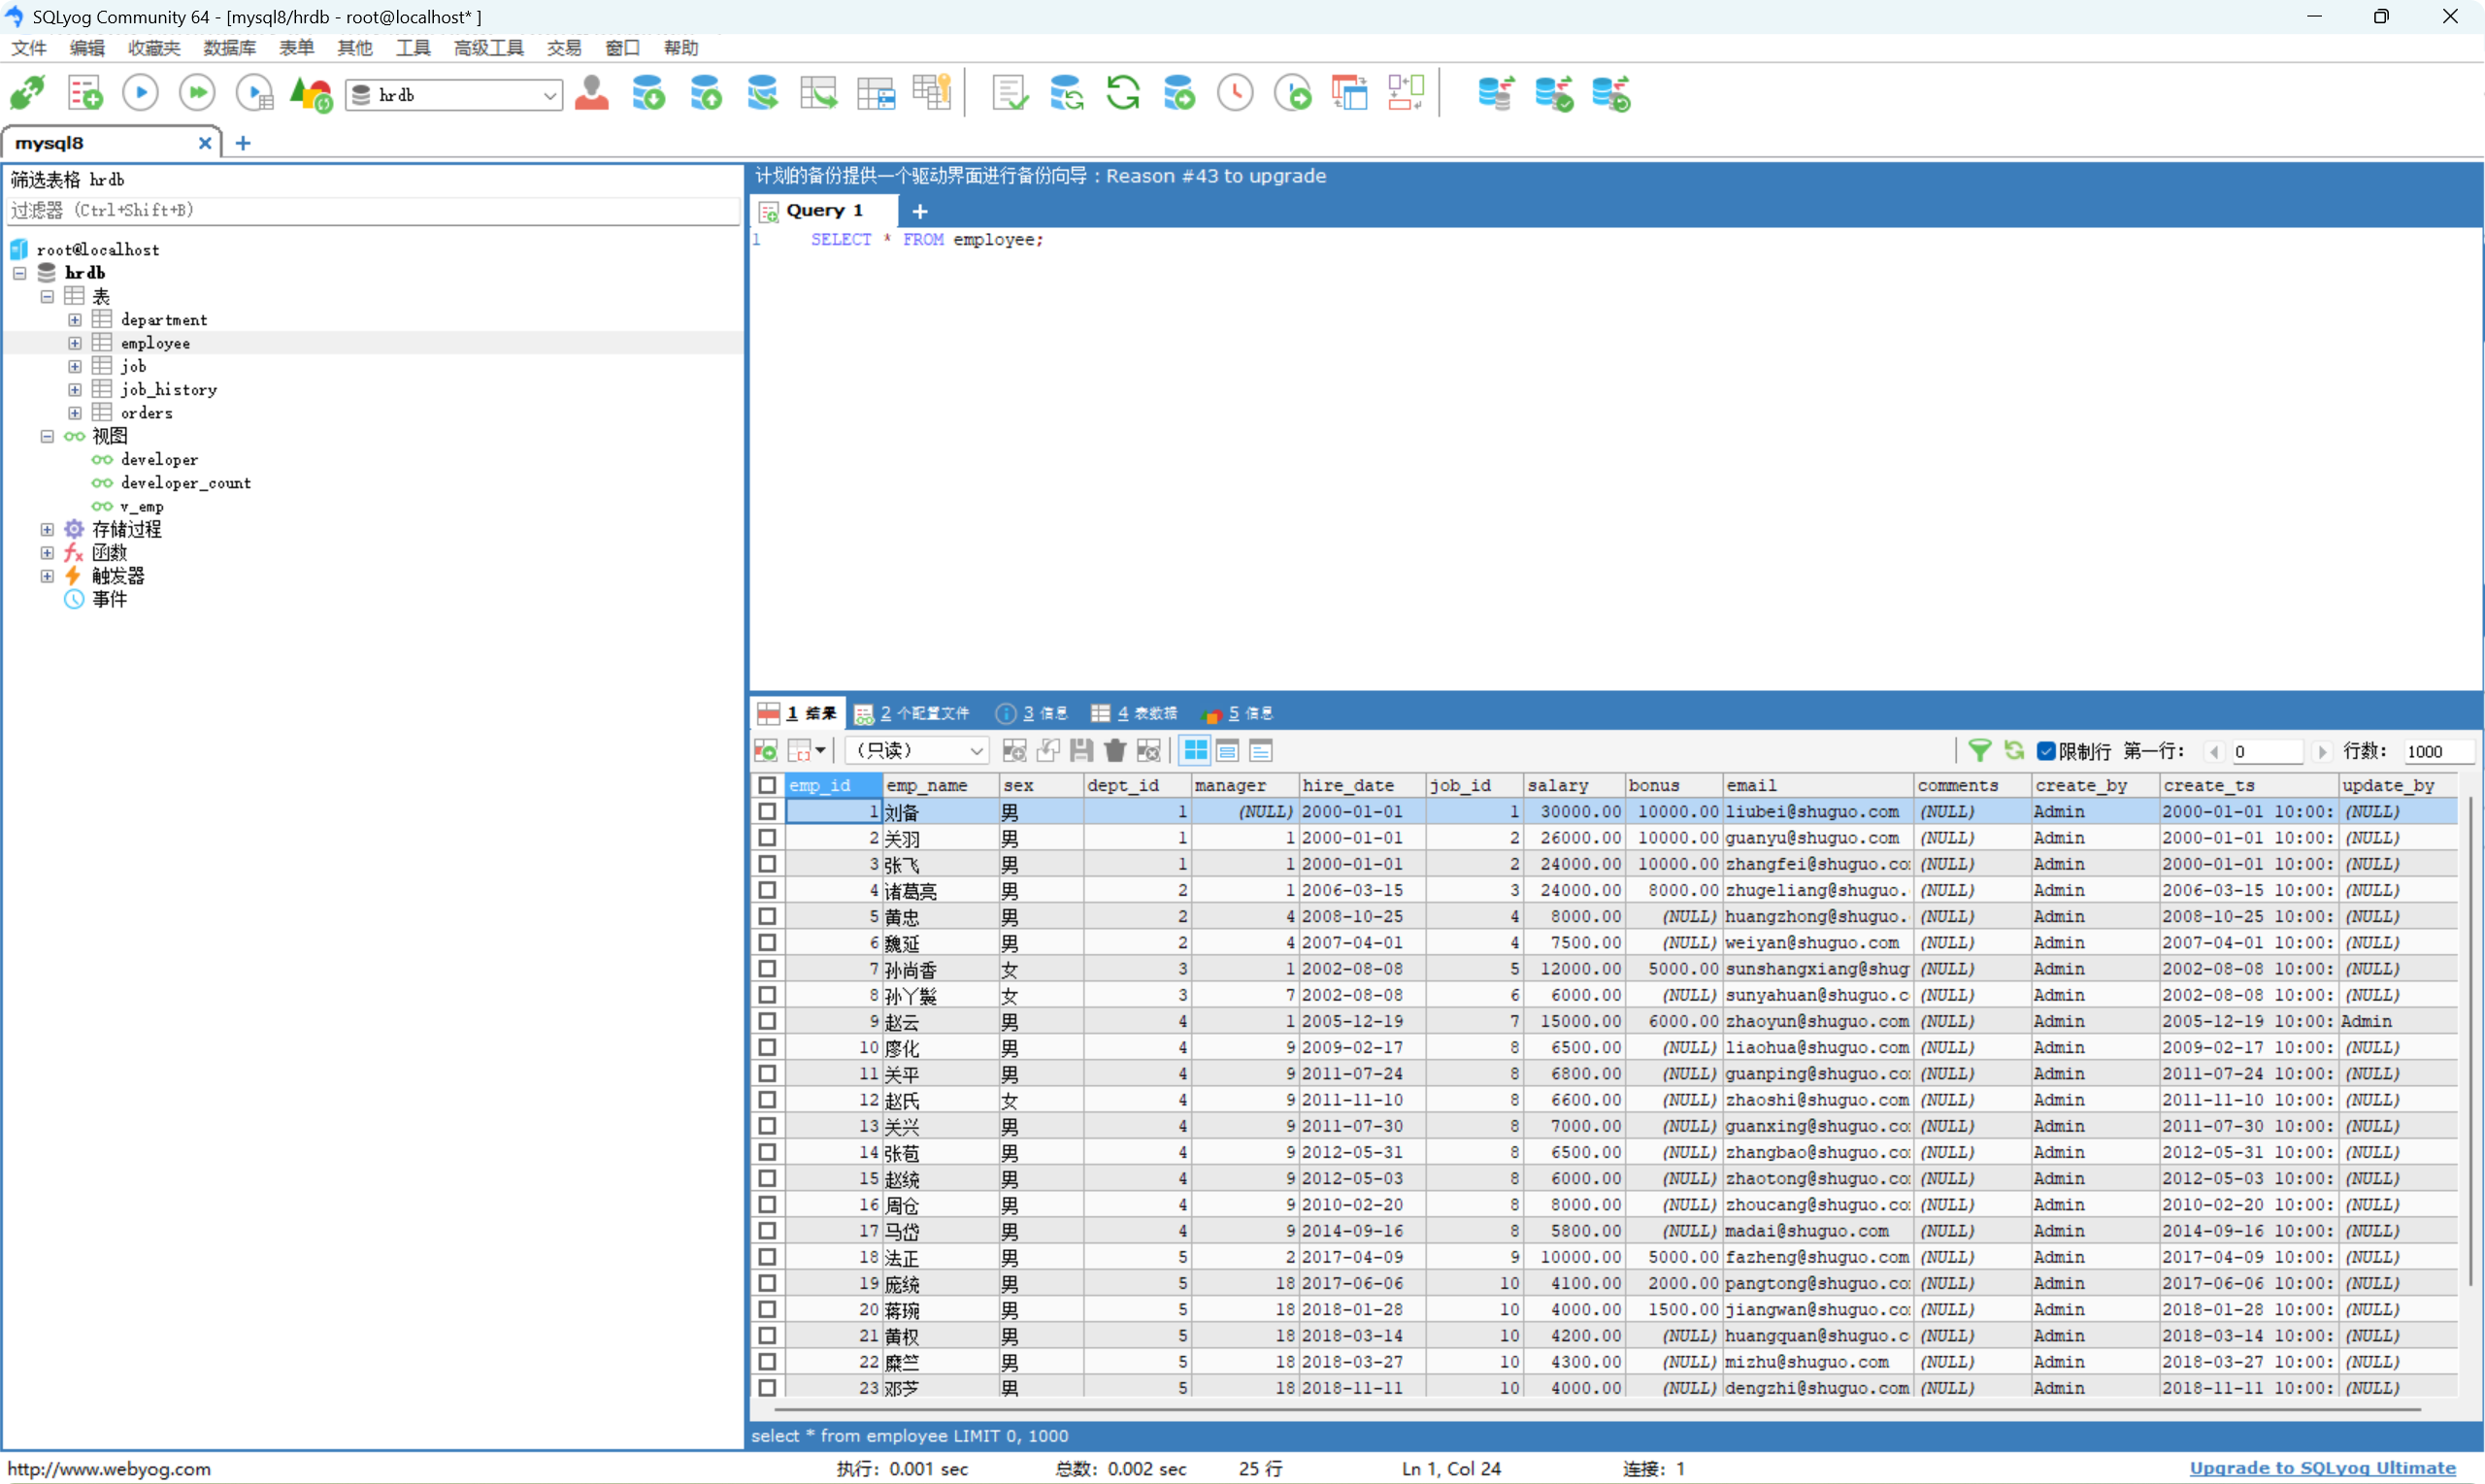 SQLyog Community 64 - [mysql8/hrdb - root@localhost* ]
文件 编辑 收藏夹 数据库 表单 其他 工具 高级工具 交易 窗口 帮助
hrdb
mysql8
筛选表格 hrdb
过滤器 (Ctrl+Shift+B)
root@localhost
hrdb
表
department
employee
job
job_history
orders
视图
developer
developer_count
v_emp
存储过程
函数
触发器
事件
计划的备份提供一个驱动界面进行备份向导：Reason #43 to upgrade
Query 1
1 SELECT * FROM employee;
1 结果 2 个配置文件 3 信息 4 表数据 5 信息
(只读) 限制行 第一行: 0 行数: 1000
emp_id emp_name sex dept_id manager hire_date job_id salary bonus email comments create_by create_ts update_by
1 刘备 男 1 (NULL) 2000-01-01 1 30000.00 10000.00 liubei@shuguo.com (NULL) Admin 2000-01-01 10:00: (NULL)
2 关羽 男 1 1 2000-01-01 2 26000.00 10000.00 guanyu@shuguo.com (NULL) Admin 2000-01-01 10:00: (NULL)
3 张飞 男 1 1 2000-01-01 2 24000.00 10000.00 zhangfei@shuguo.co (NULL) Admin 2000-01-01 10:00: (NULL)
4 诸葛亮 男 2 1 2006-03-15 3 24000.00 8000.00 zhugeliang@shuguo. (NULL) Admin 2006-03-15 10:00: (NULL)
5 黄忠 男 2 4 2008-10-25 4 8000.00 (NULL) huangzhong@shuguo. (NULL) Admin 2008-10-25 10:00: (NULL)
6 魏延 男 2 4 2007-04-01 4 7500.00 (NULL) weiyan@shuguo.com (NULL) Admin 2007-04-01 10:00: (NULL)
7 孙尚香 女 3 1 2002-08-08 5 12000.00 5000.00 sunshangxiang@shug (NULL) Admin 2002-08-08 10:00: (NULL)
8 孙丫鬟 女 3 7 2002-08-08 6 6000.00 (NULL) sunyahuan@shuguo.c (NULL) Admin 2002-08-08 10:00: (NULL)
9 赵云 男 4 1 2005-12-19 7 15000.00 6000.00 zhaoyun@shuguo.com (NULL) Admin 2005-12-19 10:00: Admin
10 廖化 男 4 9 2009-02-17 8 6500.00 (NULL) liaohua@shuguo.com (NULL) Admin 2009-02-17 10:00: (NULL)
11 关平 男 4 9 2011-07-24 8 6800.00 (NULL) guanping@shuguo.co (NULL) Admin 2011-07-24 10:00: (NULL)
12 赵氏 女 4 9 2011-11-10 8 6600.00 (NULL) zhaoshi@shuguo.com (NULL) Admin 2011-11-10 10:00: (NULL)
13 关兴 男 4 9 2011-07-30 8 7000.00 (NULL) guanxing@shuguo.co (NULL) Admin 2011-07-30 10:00: (NULL)
14 张苞 男 4 9 2012-05-31 8 6500.00 (NULL) zhangbao@shuguo.co (NULL) Admin 2012-05-31 10:00: (NULL)
15 赵统 男 4 9 2012-05-03 8 6000.00 (NULL) zhaotong@shuguo.co (NULL) Admin 2012-05-03 10:00: (NULL)
16 周仓 男 4 9 2010-02-20 8 8000.00 (NULL) zhoucang@shuguo.co (NULL) Admin 2010-02-20 10:00: (NULL)
17 马岱 男 4 9 2014-09-16 8 5800.00 (NULL) madai@shuguo.com (NULL) Admin 2014-09-16 10:00: (NULL)
18 法正 男 5 2 2017-04-09 9 10000.00 5000.00 fazheng@shuguo.com (NULL) Admin 2017-04-09 10:00: (NULL)
19 庞统 男 5 18 2017-06-06 10 4100.00 2000.00 pangtong@shuguo.co (NULL) Admin 2017-06-06 10:00: (NULL)
20 蒋琬 男 5 18 2018-01-28 10 4000.00 1500.00 jiangwan@shuguo.co (NULL) Admin 2018-01-28 10:00: (NULL)
21 黄权 男 5 18 2018-03-14 10 4200.00 (NULL) huangquan@shuguo.c (NULL) Admin 2018-03-14 10:00: (NULL)
22 糜竺 男 5 18 2018-03-27 10 4300.00 (NULL) mizhu@shuguo.com (NULL) Admin 2018-03-27 10:00: (NULL)
23 邓芝 男 5 18 2018-11-11 10 4000.00 (NULL) dengzhi@shuguo.com (NULL) Admin 2018-11-11 10:00: (NULL)
select * from employee LIMIT 0, 1000
http://www.webyog.com 执行: 0.001 sec 总数: 0.002 sec 25 行 Ln 1, Col 24 连接: 1 Upgrade to SQLyog Ultimate